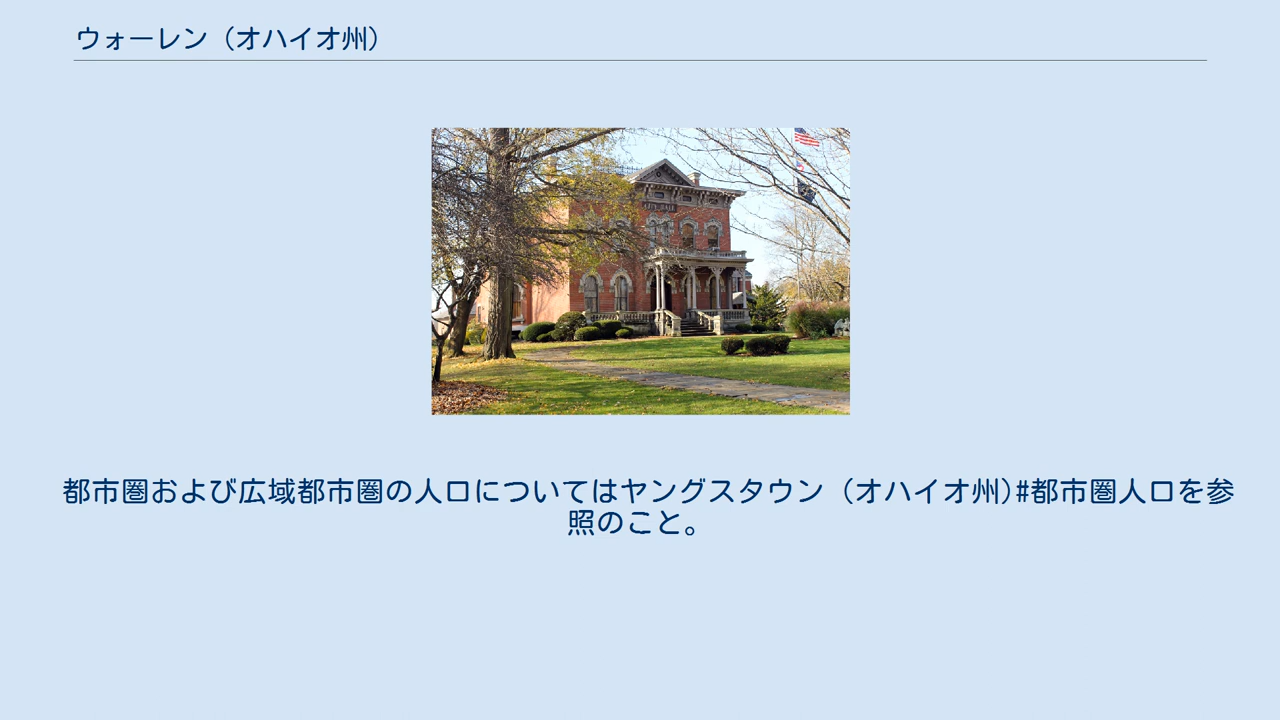 ウォーレン（オハイオ州）
CITY HALL
都市圏および広域都市圏の人口についてはヤングスタウン（オハイオ州)#都市圏人口を参
照のこと。